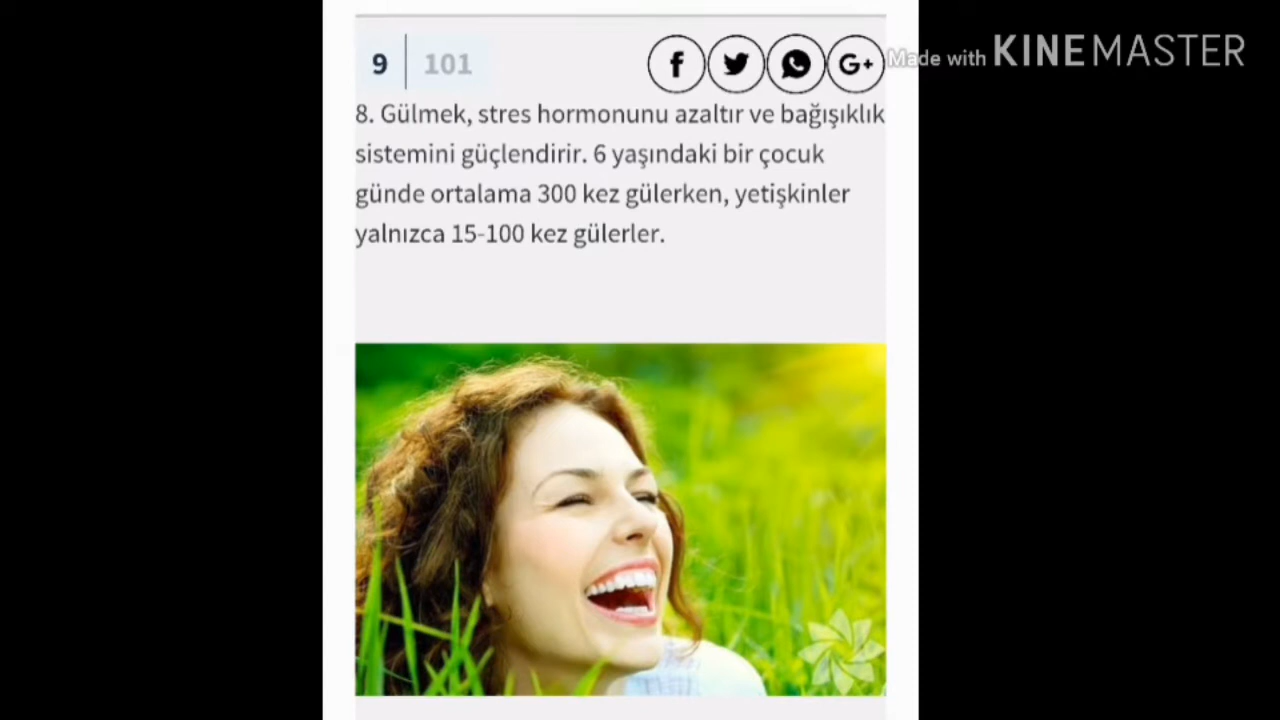 9 101
f G+
Made with KINEMASTER
8. Gülmek, stres hormonunu azaltır ve bağışıklık
sistemini güçlendirir. 6 yaşındaki bir çocuk
günde ortalama 300 kez gülerken, yetişkinler
yalnızca 15-100 kez gülerler.